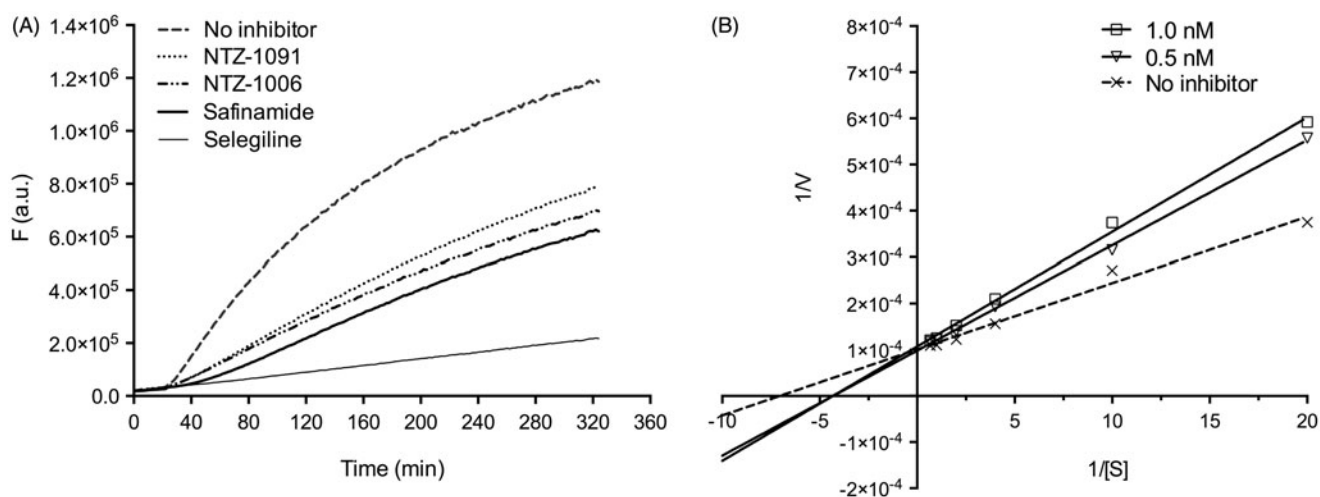 (A)
1.4×10⁶
1.2×10⁶
1.0×10⁶
8.0×10⁵
6.0×10⁵
4.0×10⁵
2.0×10⁵
0.0
F (a.u.)
No inhibitor
NTZ-1091
NTZ-1006
Safinamide
Selegiline
0 40 80 120 160 200 240 280 320 360
Time (min)
(B)
8×10⁻⁴
7×10⁻⁴
6×10⁻⁴
5×10⁻⁴
4×10⁻⁴
3×10⁻⁴
2×10⁻⁴
1×10⁻⁴
-1×10⁻⁴
-2×10⁻⁴
1/V
1.0 nM
0.5 nM
No inhibitor
-10 -5 5 10 15 20
1/[S]